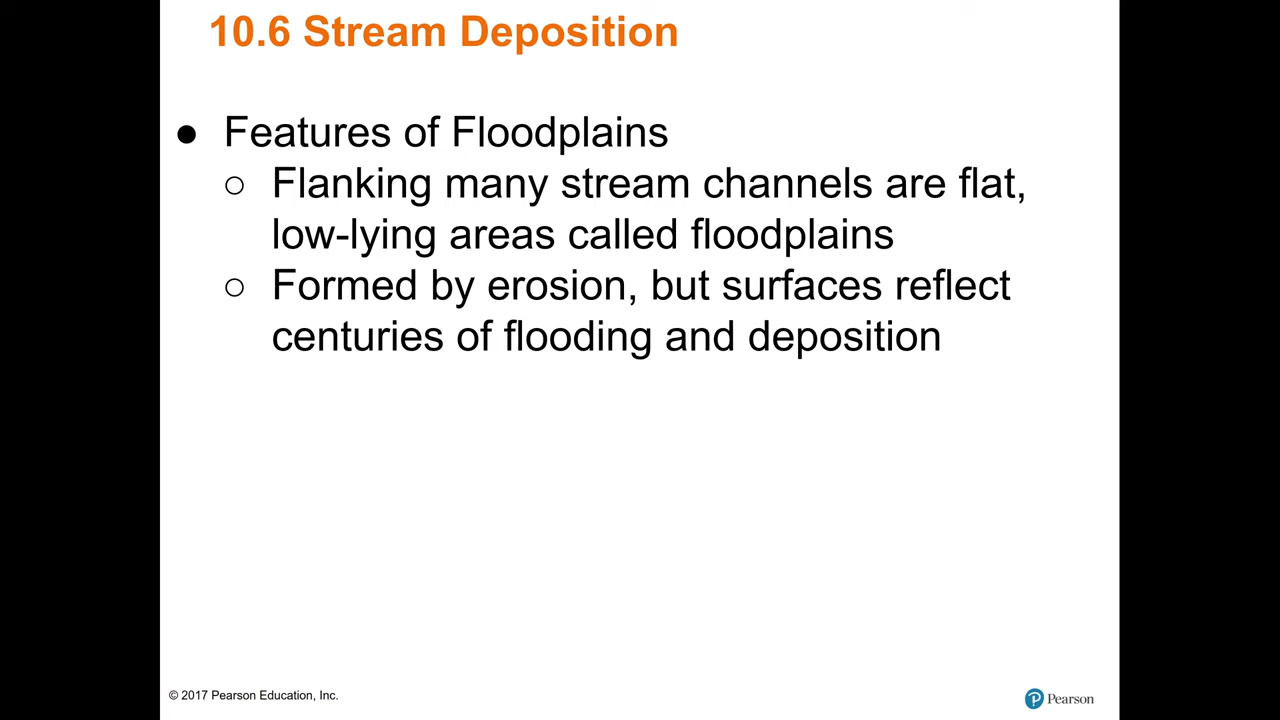 10.6 Stream Deposition
● Features of Floodplains
○ Flanking many stream channels are flat,
low-lying areas called floodplains
○ Formed by erosion, but surfaces reflect
centuries of flooding and deposition
© 2017 Pearson Education, Inc.
P Pearson